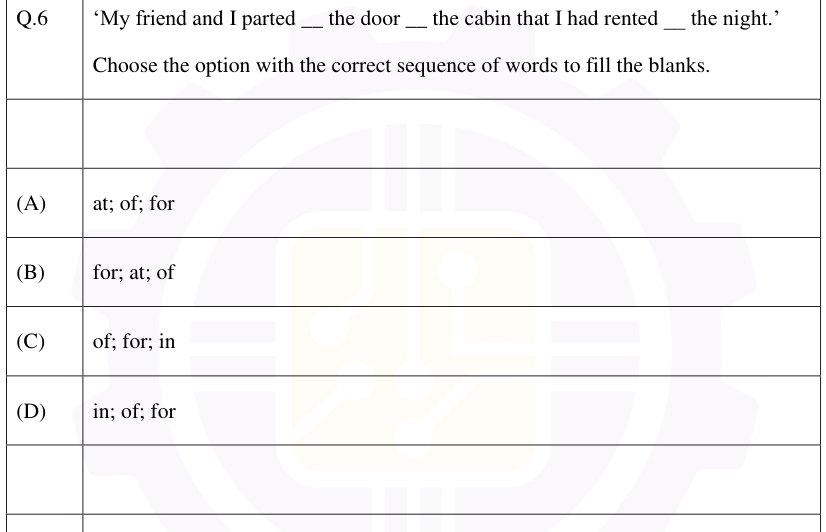 Q.6 ‘My friend and I parted __ the door __ the cabin that I had rented __ the night.’
Choose the option with the correct sequence of words to fill the blanks.
(A) at; of; for
(B) for; at; of
(C) of; for; in
(D) in; of; for